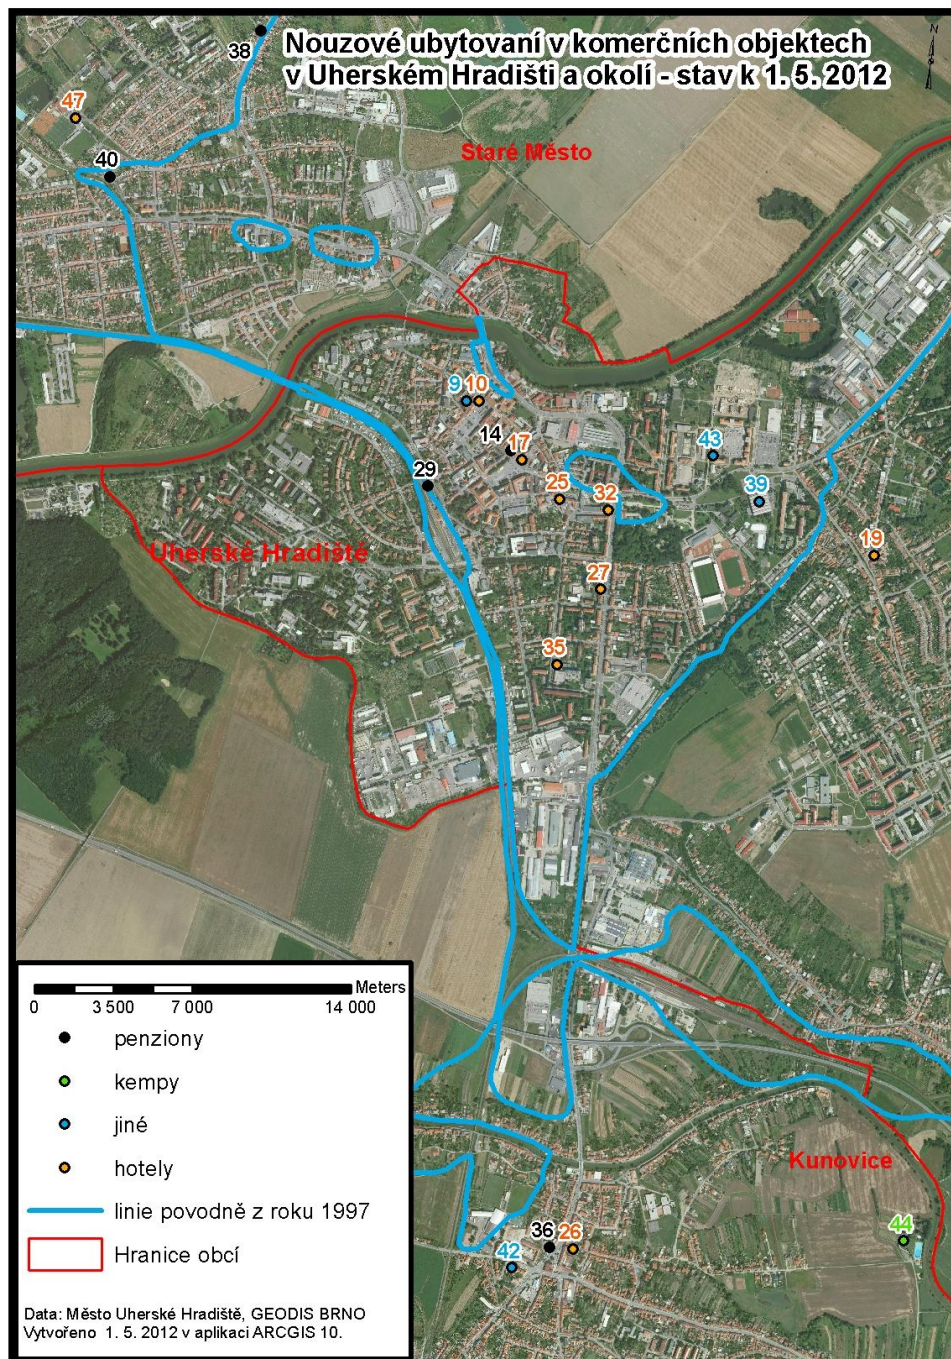 38
Nouzové ubytovaní v komerčních objektech
v Uherském Hradišti a okolí - stav k 1. 5. 2012
N
47
Staré Město
40
9 10
14
17
43
29
25
32
39
19
Uherské Hradiště
27
35
Kunovice
44
36
26
42
Meters
0 3 500 7 000 14 000
penziony
kempy
jiné
hotely
linie povodně z roku 1997
Hranice obcí
Data: Město Uherské Hradiště, GEODIS BRNO
Vytvořeno 1. 5. 2012 v aplikaci ARCGIS 10.